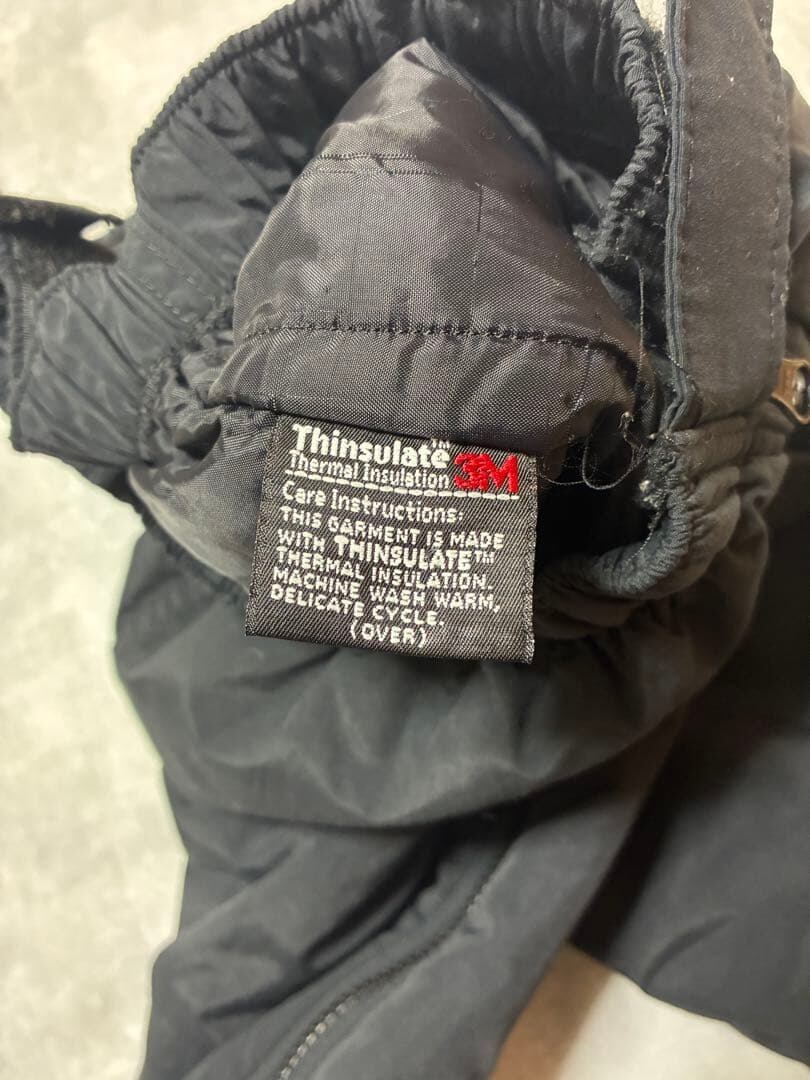 Thinsulate™ 3M
Thermal Insulation
Care Instructions:
THIS GARMENT IS MADE
WITH THINSULATE™
THERMAL INSULATION.
MACHINE WASH WARM,
DELICATE CYCLE.
(OVER)